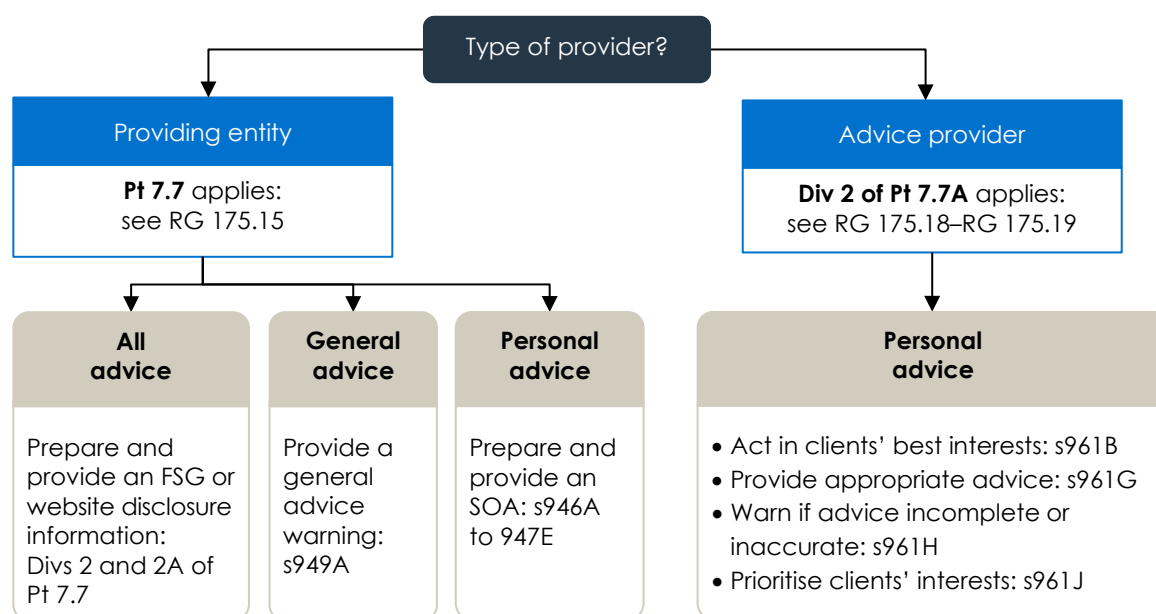 Type of provider?
Providing entity
Pt 7.7 applies:
see RG 175.15
Advice provider
Div 2 of Pt 7.7A applies:
see RG 175.18–RG 175.19
All
advice
Prepare and
provide an FSG or
website disclosure
information:
Divs 2 and 2A of
Pt 7.7
General
advice
Provide a
general
advice
warning:
s949A
Personal
advice
Prepare and
provide an
SOA: s946A
to 947E
Personal
advice
• Act in clients’ best interests: s961B
• Provide appropriate advice: s961G
• Warn if advice incomplete or
inaccurate: s961H
• Prioritise clients’ interests: s961J